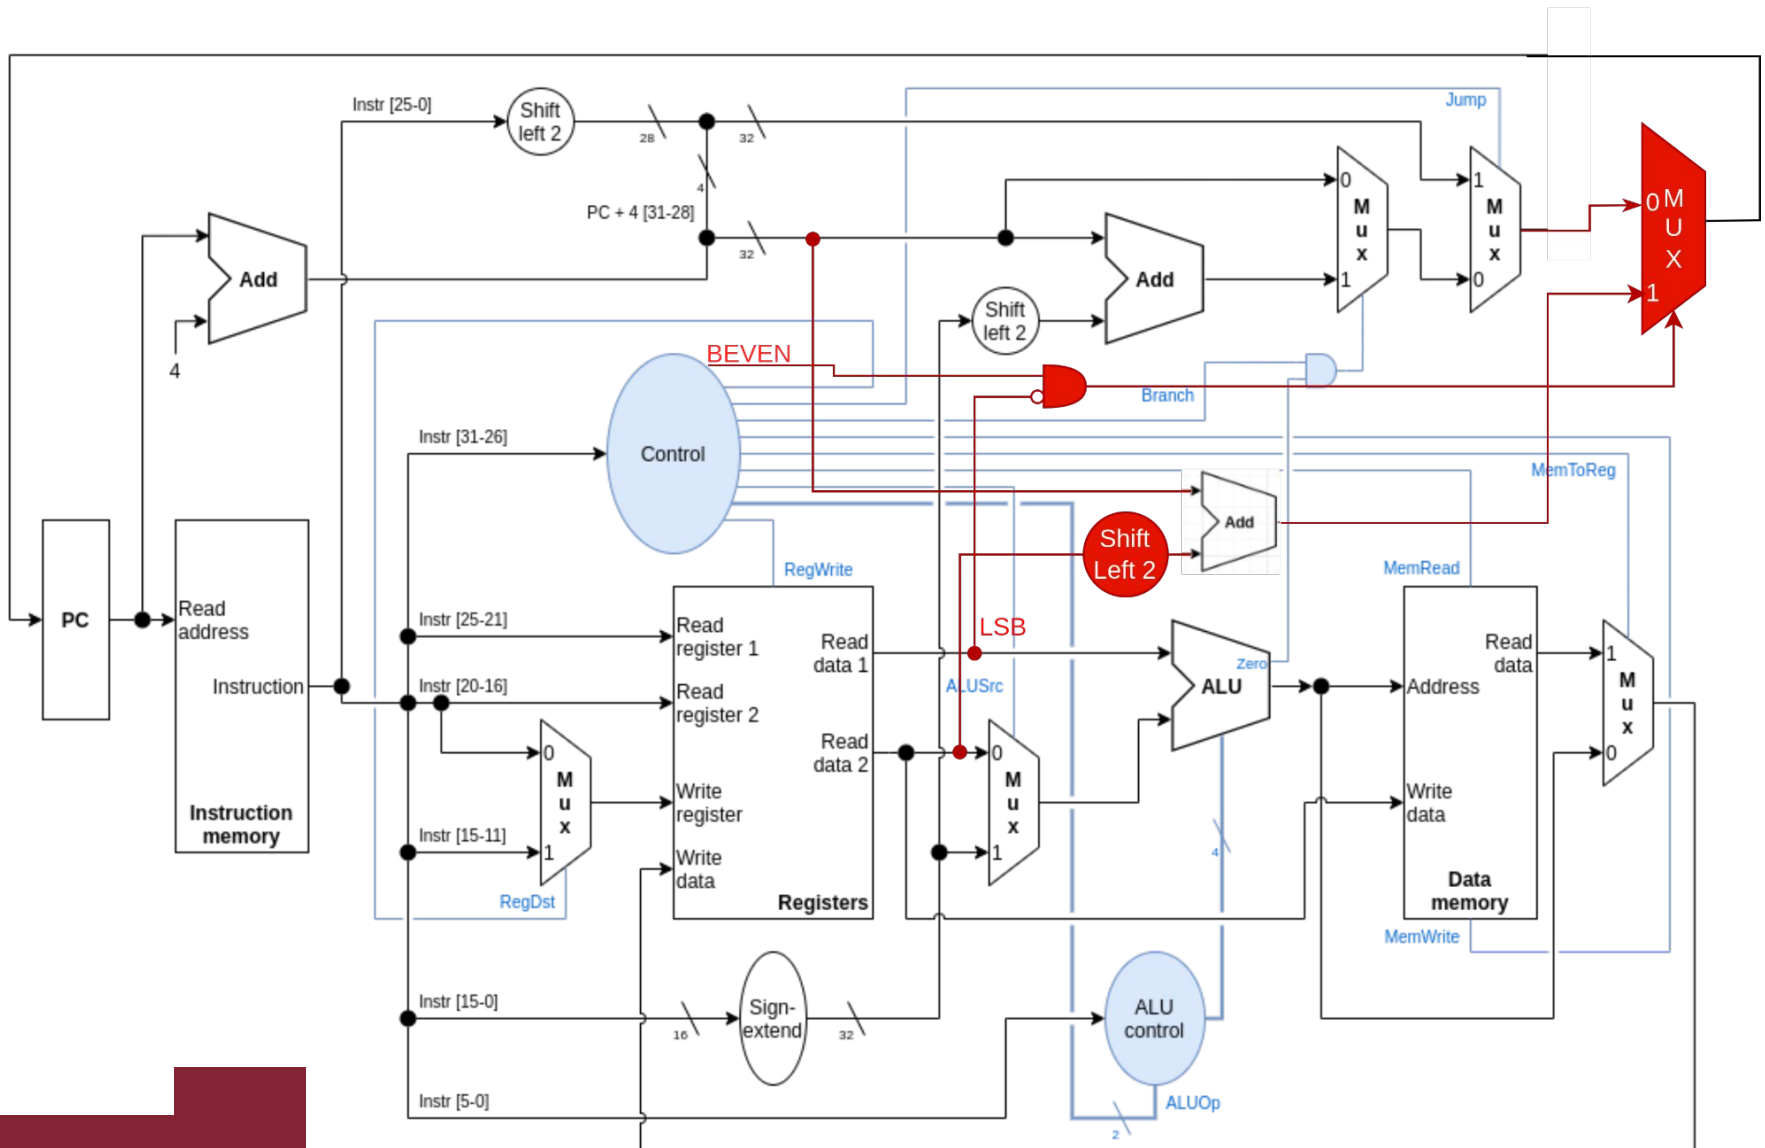 Instr [25-0]
Shift
left 2
28
32
Jump
4
PC + 4 [31-28]
32
0
M
u
x
1
1
M
u
x
0
0
M
U
X
1
Add
4
Add
Shift
left 2
BEVEN
Branch
Instr [31-26]
Control
MemToReg
Add
Shift
Left 2
RegWrite
MemRead
PC
Read
address
Instruction
Instruction
memory
Instr [25-21]
Read
register 1
Read
data 1
LSB
Instr [20-16]
Read
register 2
ALUSrc
Zero
ALU
Read
data 2
0
M
u
x
1
Write
register
Instr [15-11]
Write
data
Registers
RegDst
0
M
u
x
1
4
Read
data
Address
Write
data
Data
memory
MemWrite
1
M
u
x
0
Instr [15-0]
16
Sign-
extend
32
ALU
control
Instr [5-0]
ALUOp
2